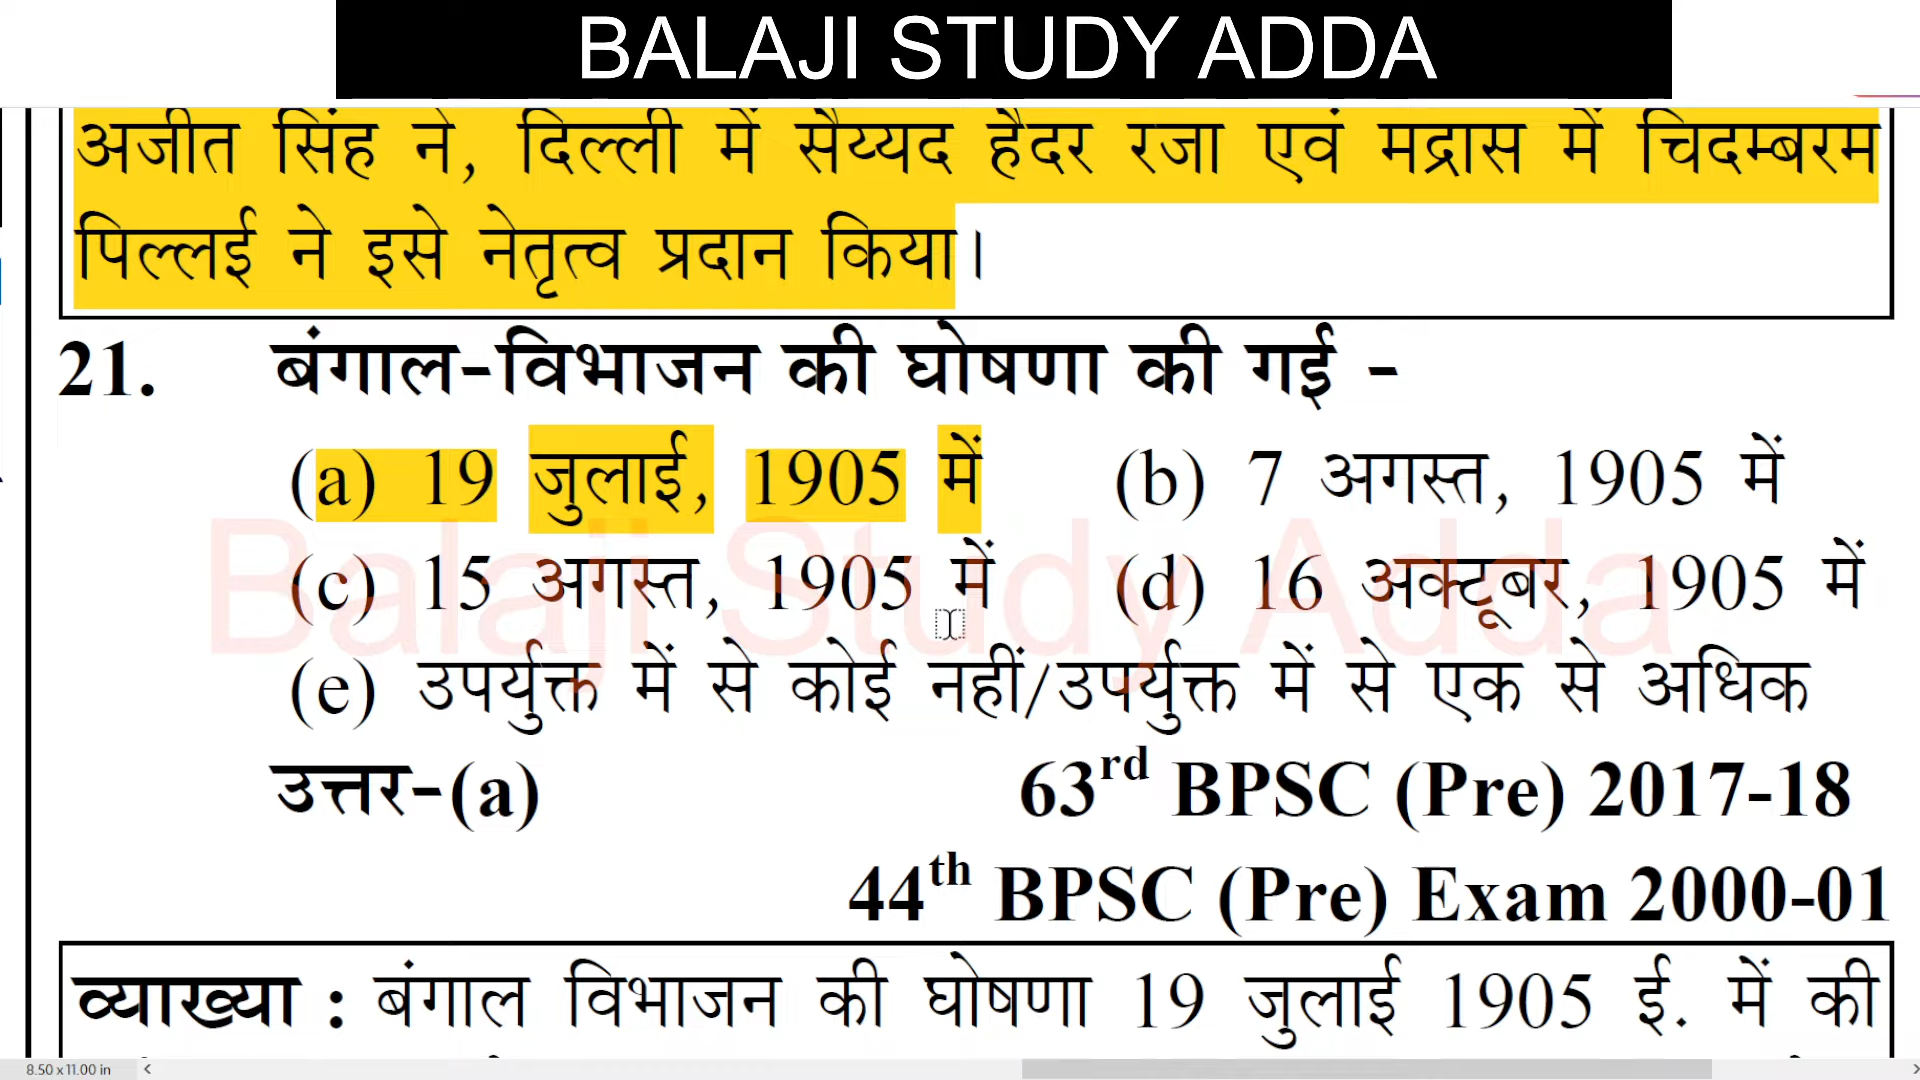 BALAJI STUDY ADDA
अजीत सिंह ने, दिल्ली में सैय्यद हैदर रजा एवं मद्रास में चिदम्बरम
पिल्लई ने इसे नेतृत्व प्रदान किया।
21. बंगाल-विभाजन की घोषणा की गई -
(a) 19 जुलाई, 1905 में (b) 7 अगस्त, 1905 में
Balaji Study Adda
(c) 15 अगस्त, 1905 में (d) 16 अक्टूबर, 1905 में
(e) उपर्युक्त में से कोई नहीं/उपर्युक्त में से एक से अधिक
उत्तर-(a) 63rd BPSC (Pre) 2017-18
44th BPSC (Pre) Exam 2000-01
व्याख्या : बंगाल विभाजन की घोषणा 19 जुलाई 1905 ई. में की
8.50 x 11.00 in